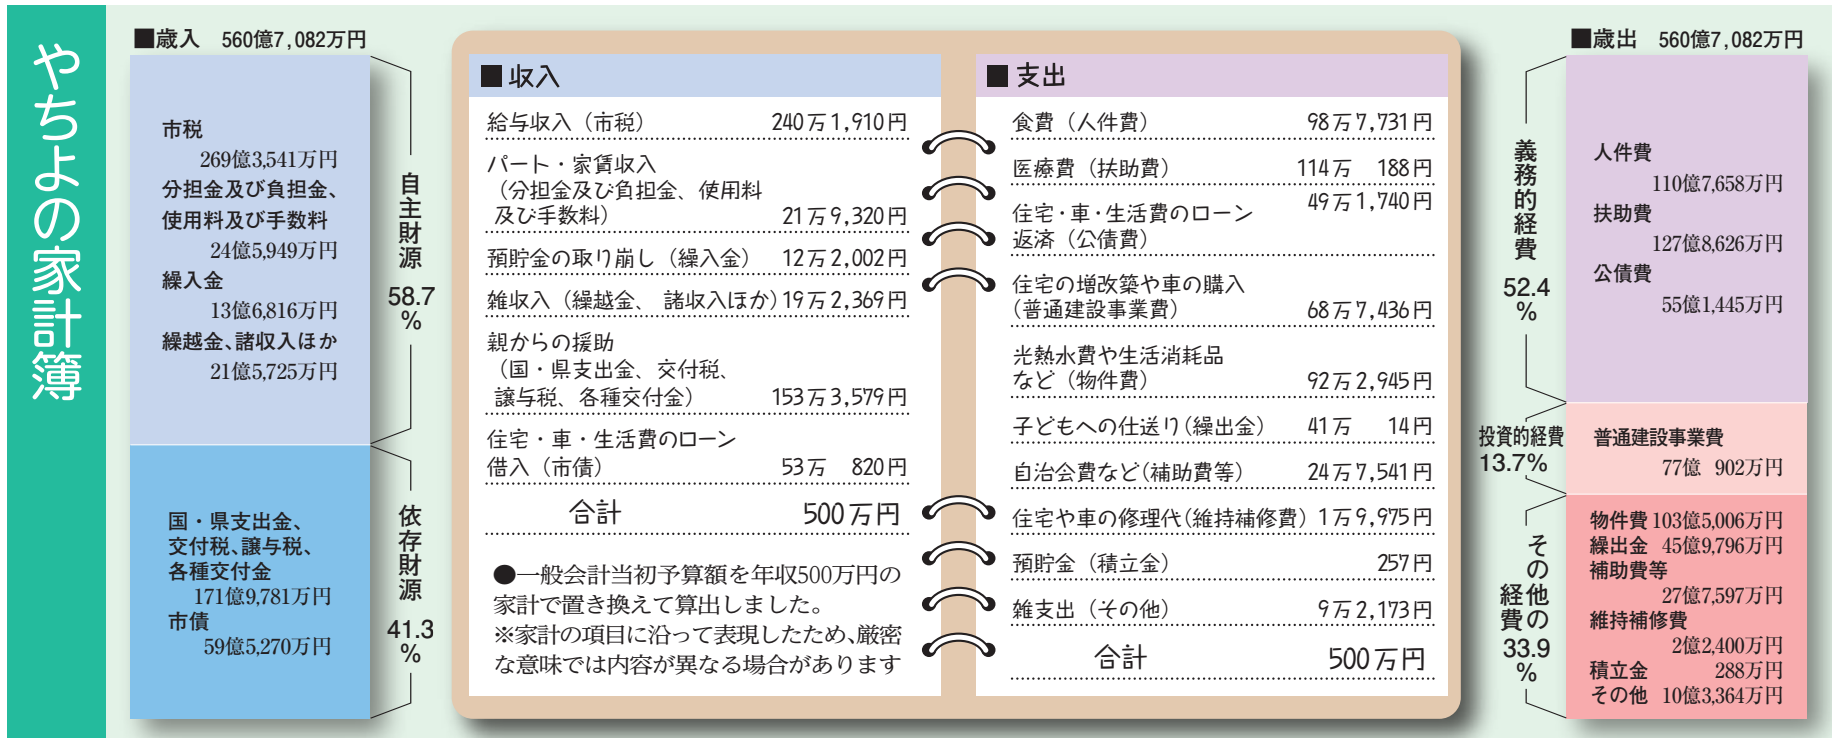 やちよの家計簿
■歳入 560億7,082万円
市税
269億3,541万円
分担金及び負担金、
使用料及び手数料
24億5,949万円
繰入金
13億6,816万円
繰越金、諸収入ほか
21億5,725万円
自主財源
58.7
%
国・県支出金、
交付税、譲与税、
各種交付金
171億9,781万円
市債
59億5,270万円
依存財源
41.3
%
■収入
給与収入（市税） 240万1,910円
パート・家賃収入
（分担金及び負担金、使用料
及び手数料） 21万9,320円
預貯金の取り崩し（繰入金） 12万2,002円
雑収入（繰越金、諸収入ほか）19万2,369円
親からの援助
（国・県支出金、交付税、
譲与税、各種交付金） 153万3,579円
住宅・車・生活費のローン
借入（市債） 53万 820円
合計 500万円
●一般会計当初予算額を年収500万円の
家計で置き換えて算出しました。
※家計の項目に沿って表現したため、厳密
な意味では内容が異なる場合があります
■支出
食費（人件費） 98万7,731円
医療費（扶助費） 114万 188円
住宅・車・生活費のローン 49万1,740円
返済（公債費）
住宅の増改築や車の購入
（普通建設事業費） 68万7,436円
光熱水費や生活消耗品
など（物件費） 92万2,945円
子どもへの仕送り（繰出金） 41万 14円
自治会費など（補助費等） 24万7,541円
住宅や車の修理代（維持補修費） 1万9,975円
預貯金（積立金） 257円
雑支出（その他） 9万2,173円
合計 500万円
■歳出 560億7,082万円
義務的経費
52.4
%
人件費
110億7,658万円
扶助費
127億8,626万円
公債費
55億1,445万円
投資的経費
13.7%
普通建設事業費
77億 902万円
その他の
経費
33.9
%
物件費 103億5,006万円
繰出金 45億9,796万円
補助費等
27億7,597万円
維持補修費
2億2,400万円
積立金 288万円
その他 10億3,364万円